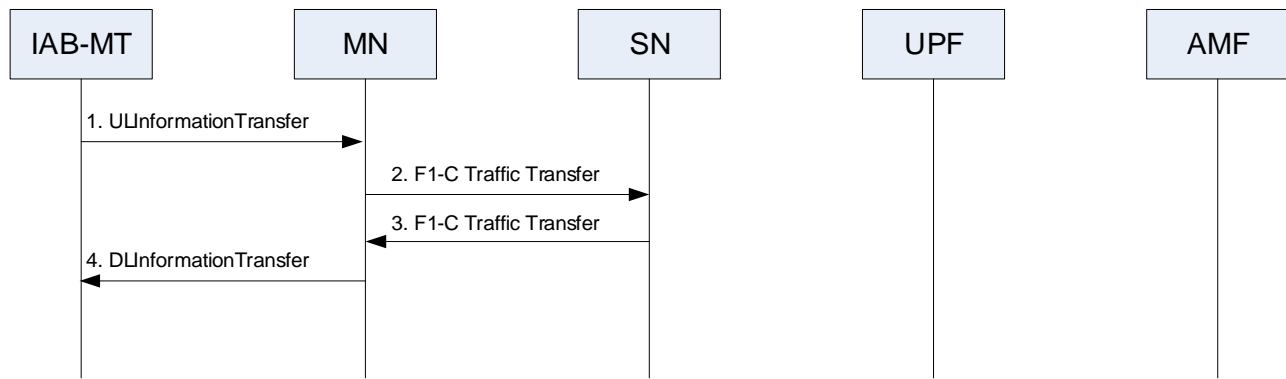 IAB-MT
MN
SN
UPF
AMF
1. ULInformationTransfer
2. F1-C Traffic Transfer
3. F1-C Traffic Transfer
4. DLInformationTransfer